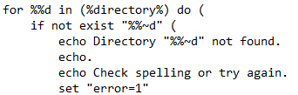 for %%d in (%directory%) do (
    if not exist "%%~d" (
        echo Directory "%%~d" not found.
        echo.
        echo Check spelling or try again.
        set "error=1"